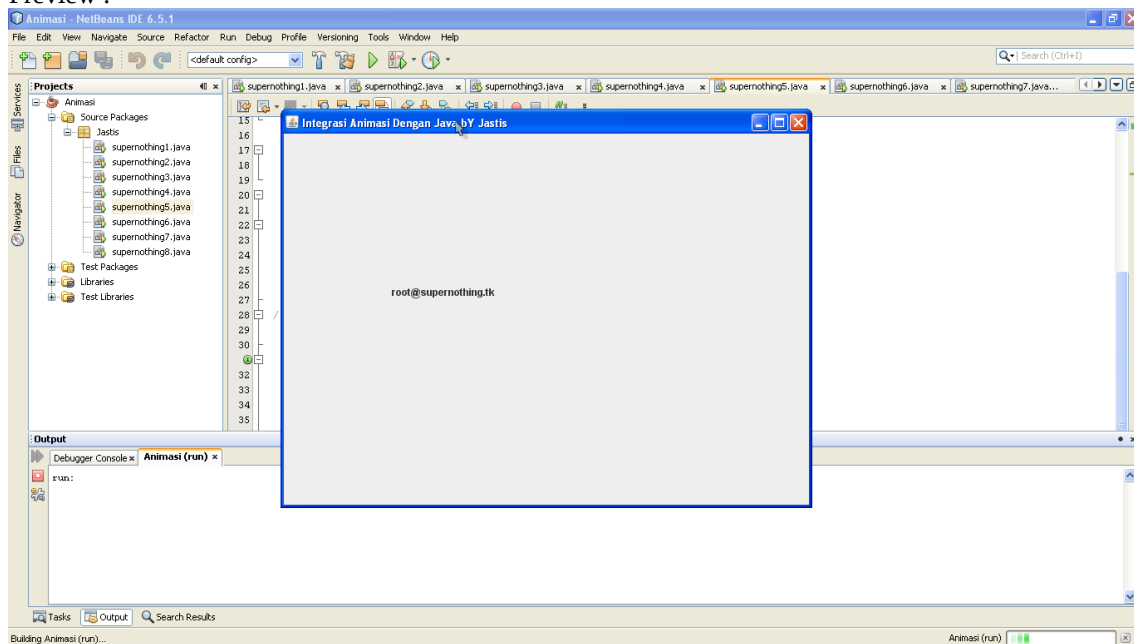 Preview :
Animasi - NetBeans IDE 6.5.1
File Edit View Navigate Source Refactor Run Debug Profile Versioning Tools Window Help
<default config>
Search (Ctrl+I)
Services
Files
Navigator
Projects
Animasi
Source Packages
Jastis
supernothing1.java
supernothing2.java
supernothing3.java
supernothing4.java
supernothing5.java
supernothing6.java
supernothing7.java
supernothing8.java
Test Packages
Libraries
Test Libraries
supernothing1.java supernothing2.java supernothing3.java supernothing4.java supernothing5.java supernothing6.java supernothing7.java...
15
16
17
18
19
20
21
22
23
24
25
26
27
28 /
29
30
32
33
34
35
Integrasi Animasi Dengan Java bY Jastis
root@supernothing.tk
Output
Debugger Console Animasi (run)
run:
Tasks Output Search Results
Building Animasi (run)... Animasi (run)